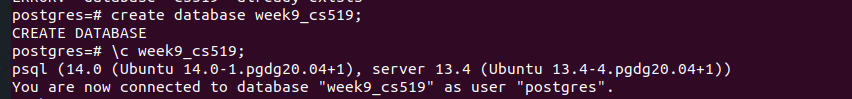 postgres=# create database week9_cs519;
CREATE DATABASE
postgres=# \c week9_cs519;
psql (14.0 (Ubuntu 14.0-1.pgdg20.04+1), server 13.4 (Ubuntu 13.4-4.pgdg20.04+1))
You are now connected to database "week9_cs519" as user "postgres".